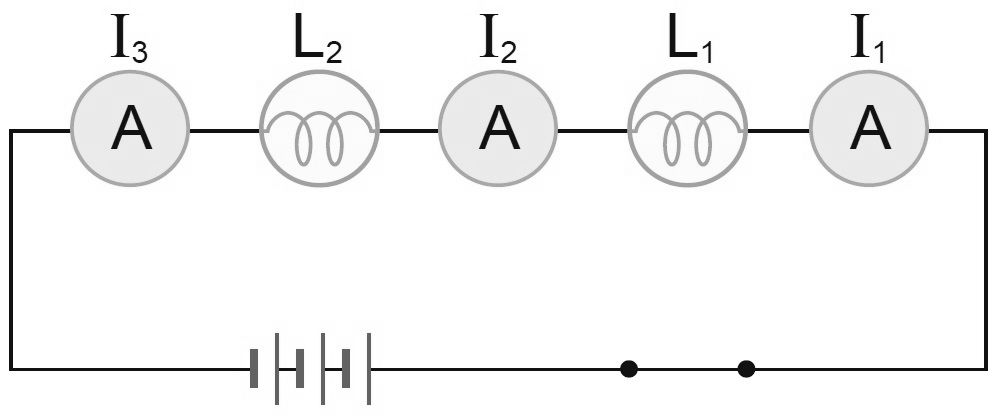 I₃ L₂ I₂ L₁ I₁
A A A